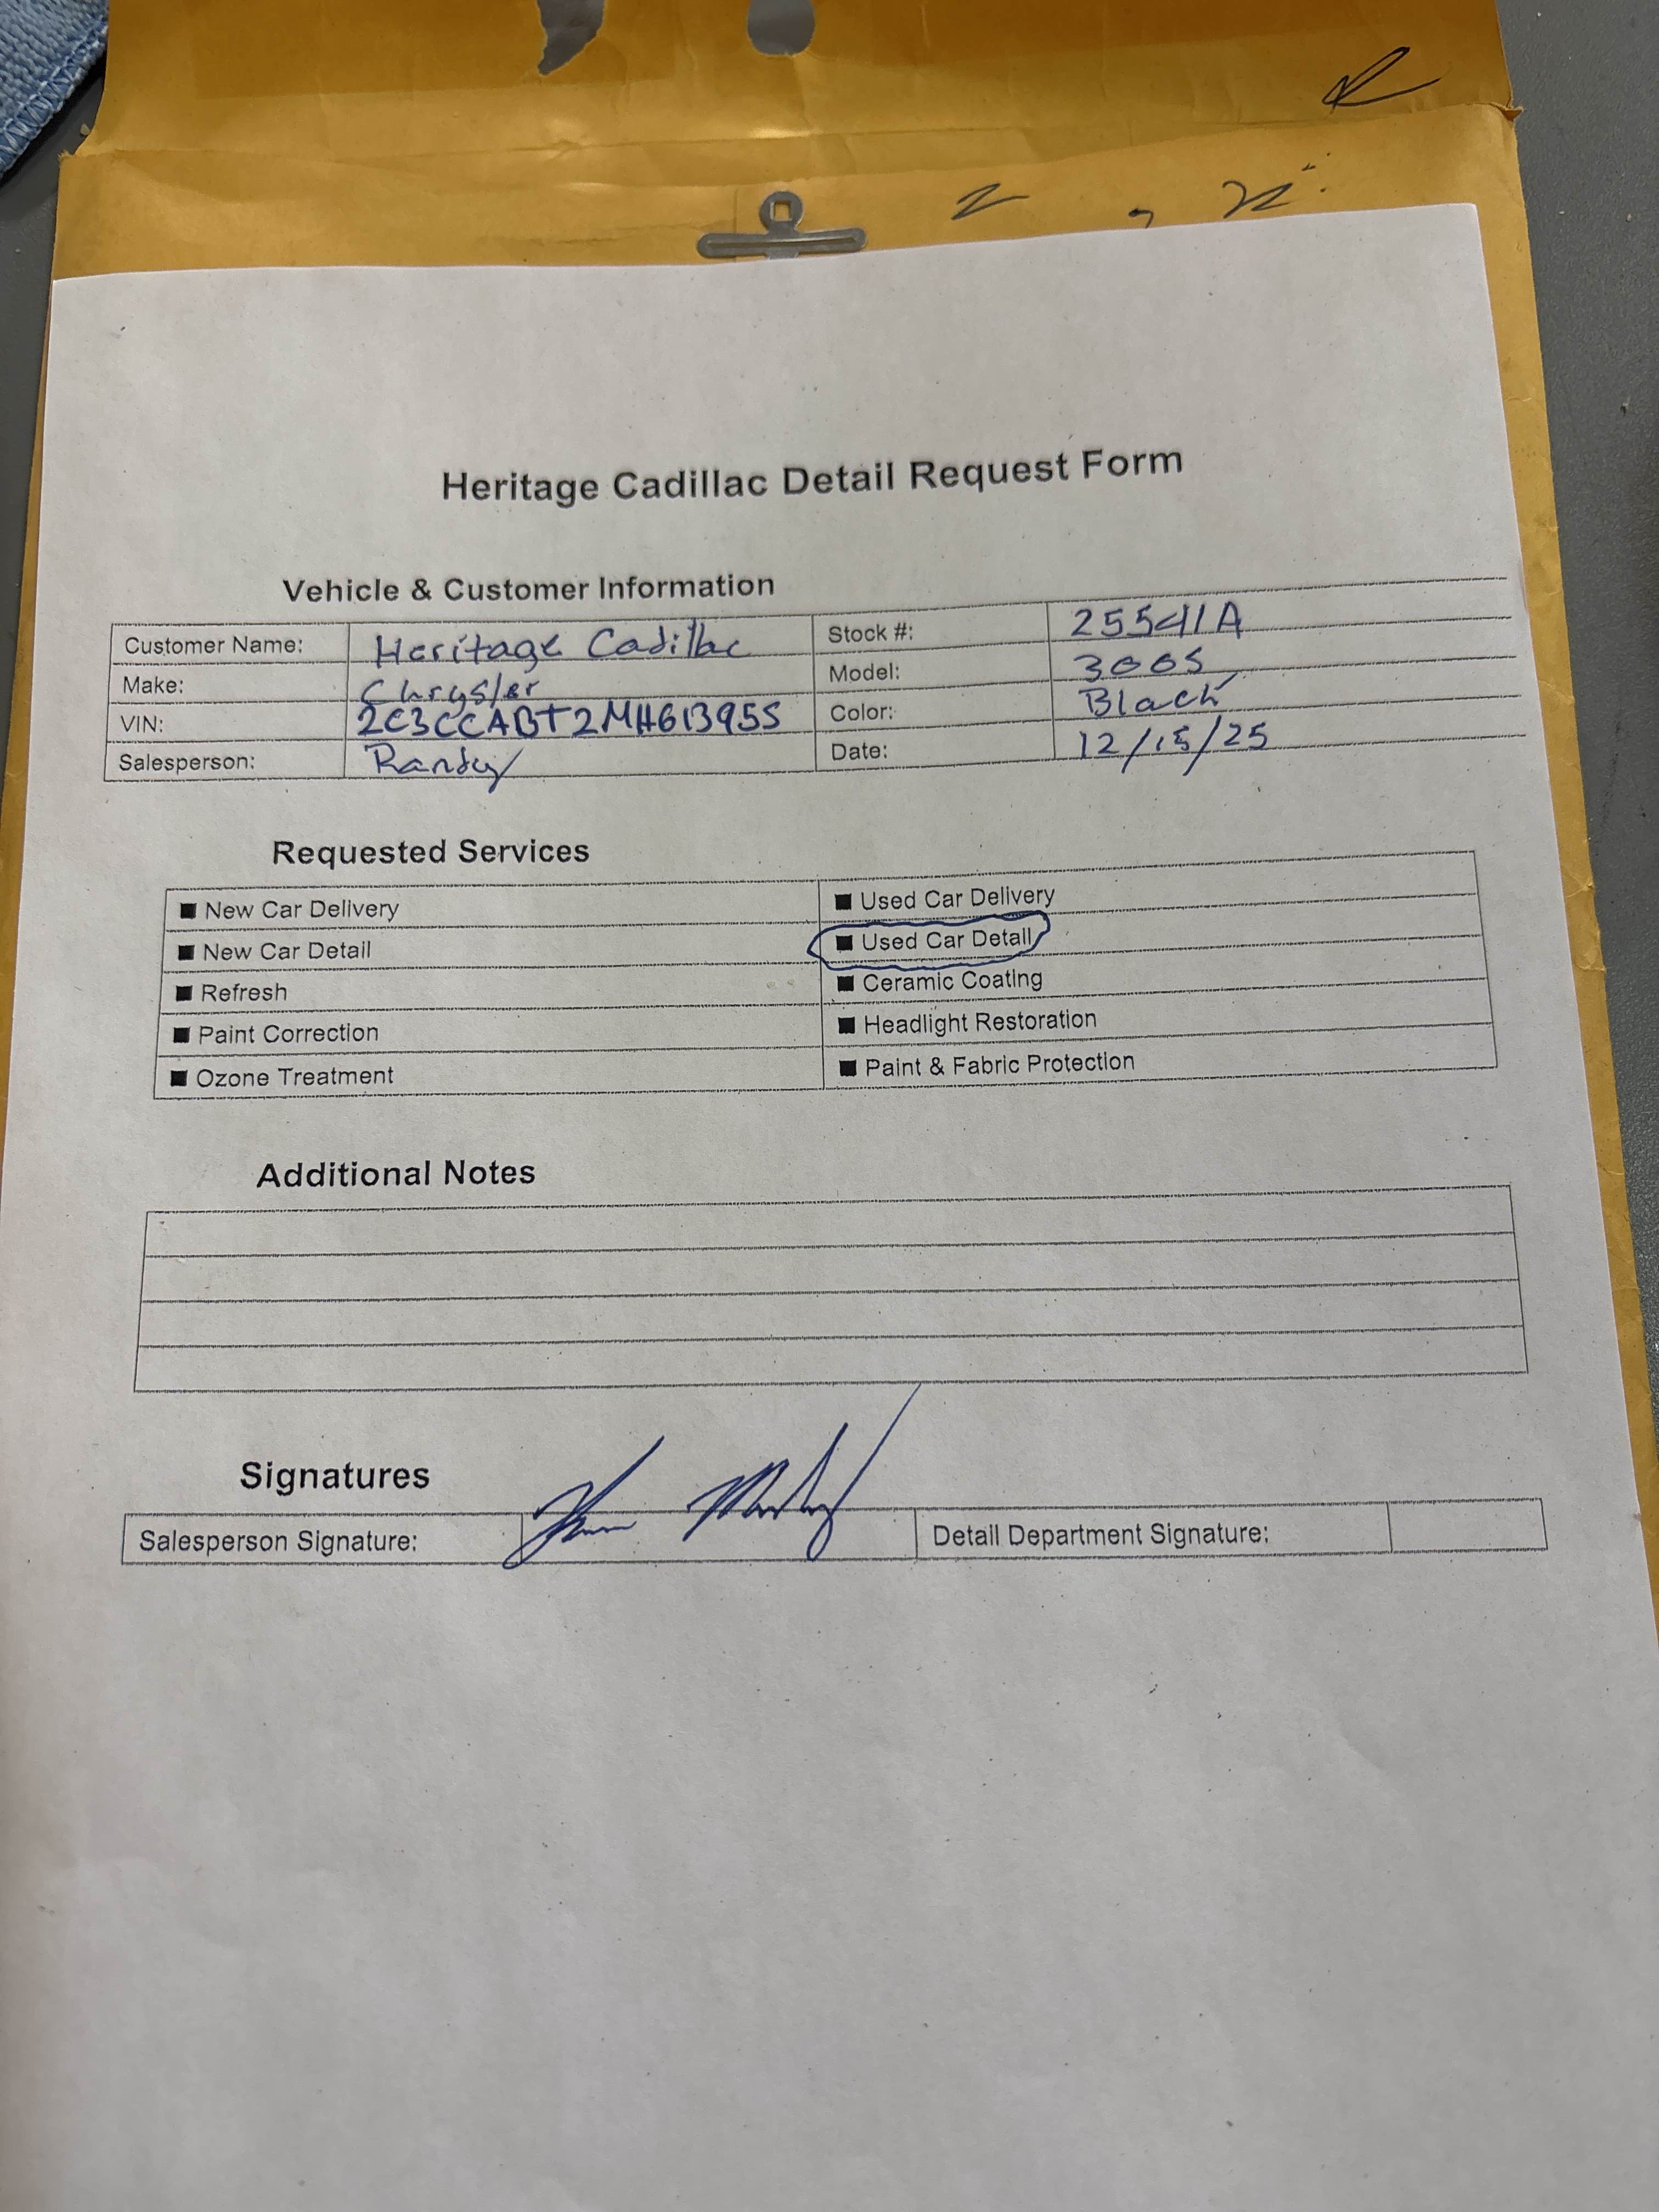 Heritage Cadillac Detail Request Form
Vehicle & Customer Information
Customer Name: Heritage Cadillac Stock #: 25541A
Make: Chrysler Model: 300S
VIN: 2C3CCABT2MH613955 Color: Black
Salesperson: Randy Date: 12/15/25
Requested Services
■ New Car Delivery ■ Used Car Delivery
■ New Car Detail ■ Used Car Detail
■ Refresh ■ Ceramic Coating
■ Paint Correction ■ Headlight Restoration
■ Ozone Treatment ■ Paint & Fabric Protection
Additional Notes
Signatures
Salesperson Signature: Detail Department Signature: